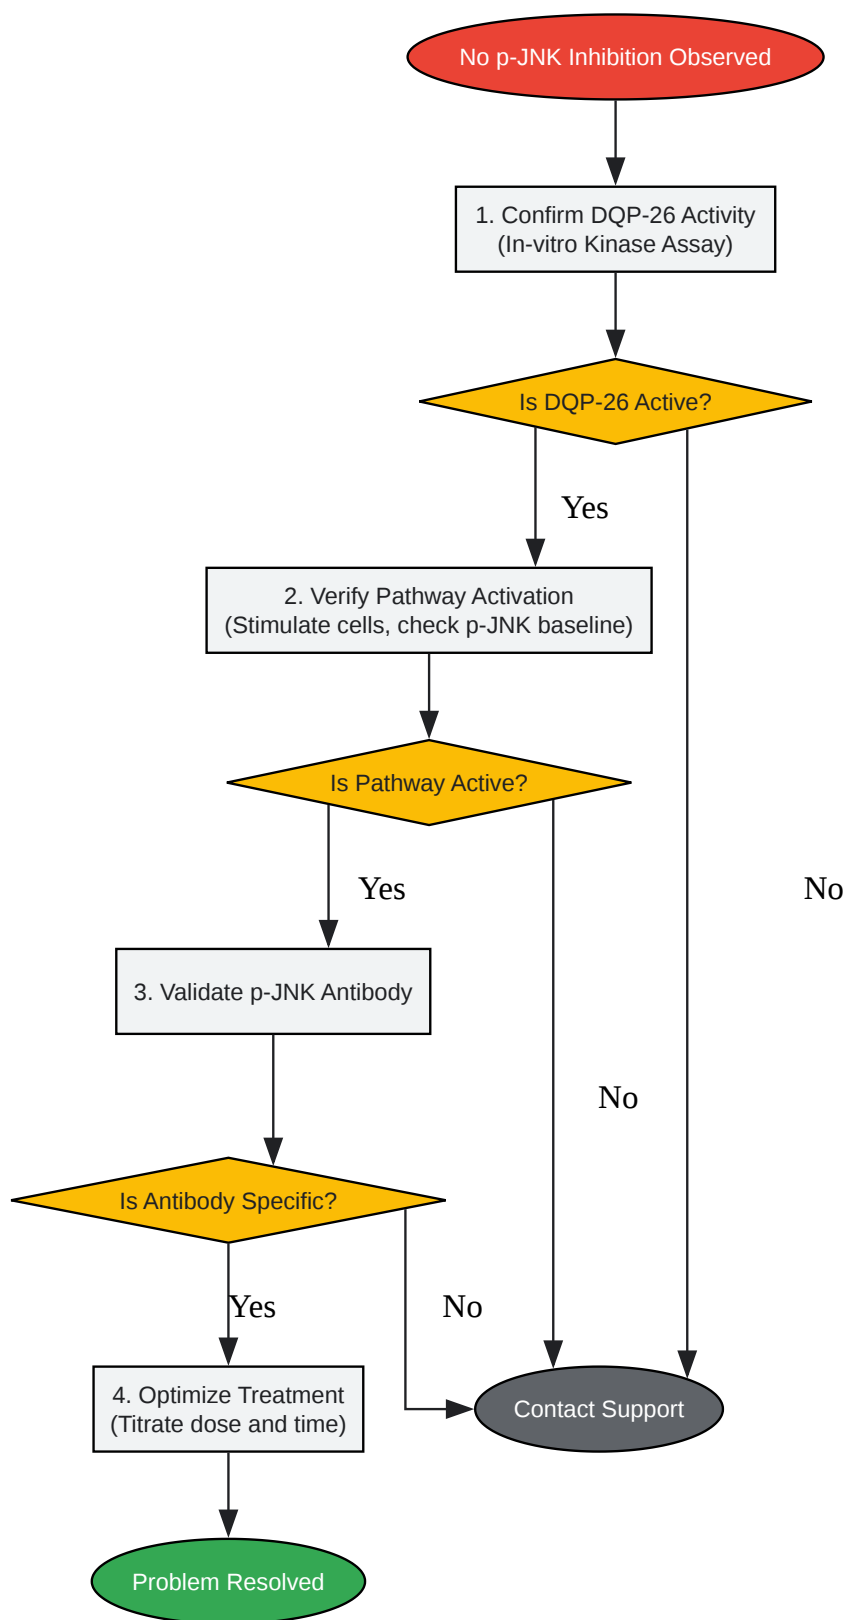 No p-JNK Inhibition Observed
1. Confirm DQP-26 Activity
(In-vitro Kinase Assay)
Is DQP-26 Active?
Yes
2. Verify Pathway Activation
(Stimulate cells, check p-JNK baseline)
Is Pathway Active?
Yes
No
3. Validate p-JNK Antibody
No
Is Antibody Specific?
Yes
No
4. Optimize Treatment
(Titrate dose and time)
Contact Support
Problem Resolved